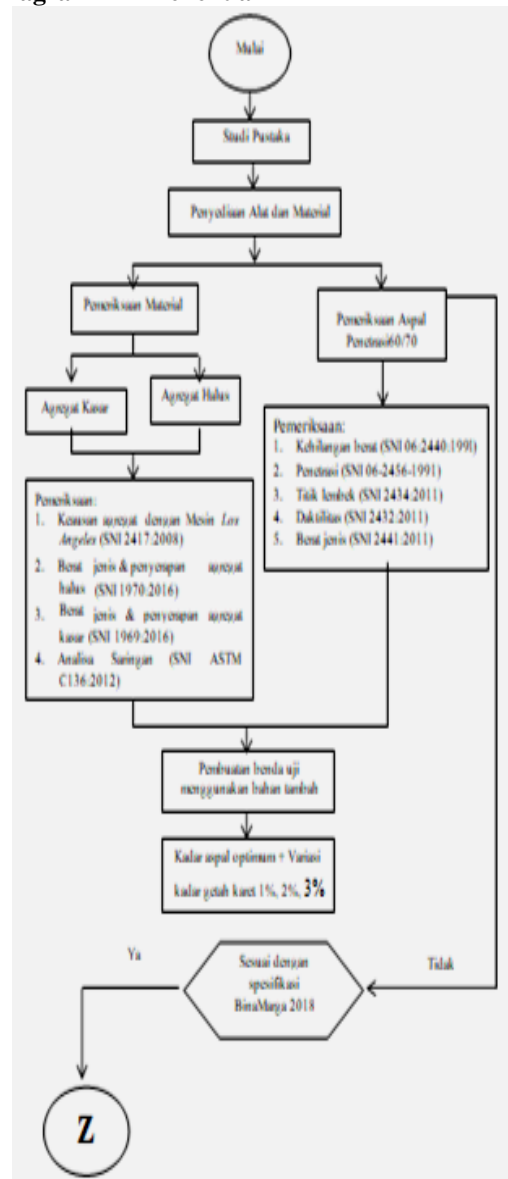 Mulai
Studi Pustaka
Penyediaan Alat dan Material
Pemeriksaan Material
Pemeriksaan Aspal
Penetrasi60/70
Agregat Kasar
Agregat Halus
Pemeriksaan:
1. Keausan agregat dengan Mesin Los
Angeles (SNI 2417:2008)
2. Berat jenis & penyerapan agregat
halus (SNI 1970:2016)
3. Berat jenis & penyerapan agregat
kasar (SNI 1969:2016)
4. Analisa Saringan (SNI ASTM
C136:2012)
Pemeriksaan:
1. Kehilangan berat (SNI 06:2440:1991)
2. Penetrasi (SNI 06-2456-1991)
3. Titik lembek (SNI 2434:2011)
4. Daktilitas (SNI 2432:2011)
5. Berat jenis (SNI 2441:2011)
Pembuatan benda uji
menggunakan bahan tambah
Kadar aspal optimum + Variasi
kadar getah karet 1%, 2%, 3%
Ya
Sesuai dengan
spesifikasi
BinaMarga 2018
Tidak
Z